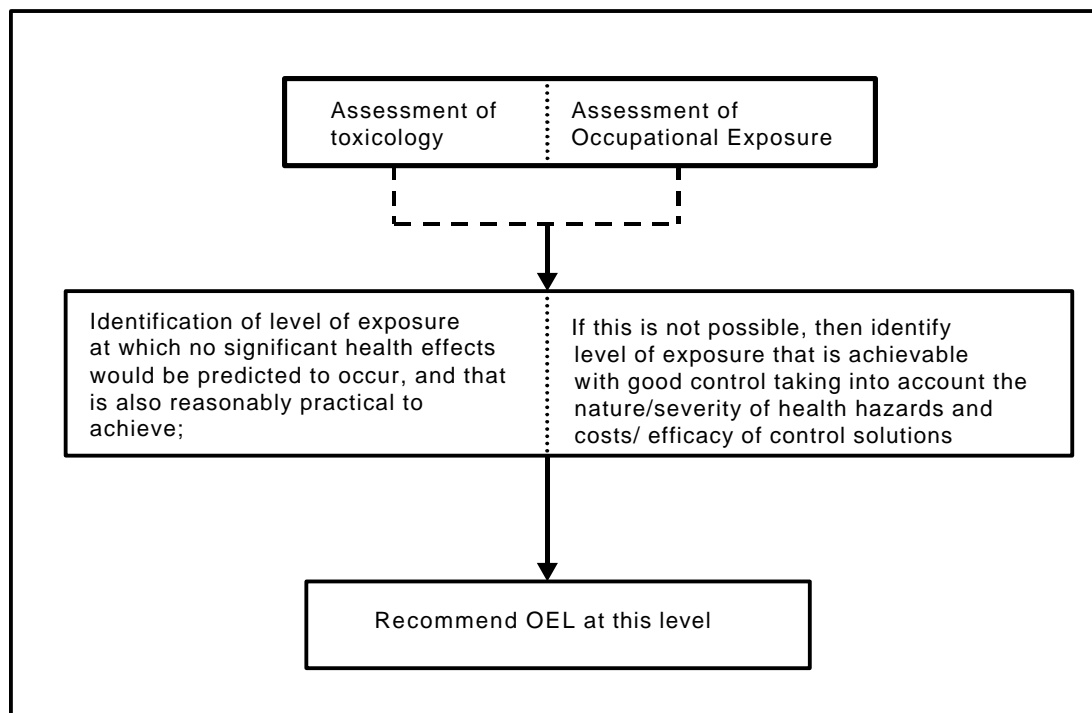 Assessment of
toxicology
Assessment of
Occupational Exposure
Identification of level of exposure
at which no significant health effects
would be predicted to occur, and that
is also reasonably practical to
achieve;
If this is not possible, then identify
level of exposure that is achievable
with good control taking into account the
nature/severity of health hazards and
costs/ efficacy of control solutions
Recommend OEL at this level